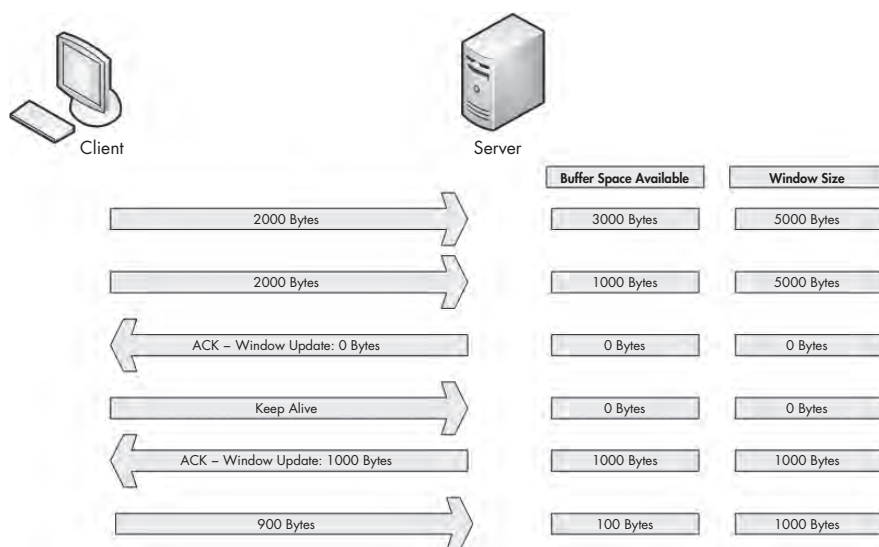 Client
Server
Buffer Space Available Window Size
2000 Bytes 3000 Bytes 5000 Bytes
2000 Bytes 1000 Bytes 5000 Bytes
ACK – Window Update: 0 Bytes 0 Bytes 0 Bytes
Keep Alive 0 Bytes 0 Bytes
ACK – Window Update: 1000 Bytes 1000 Bytes 1000 Bytes
900 Bytes 100 Bytes 1000 Bytes